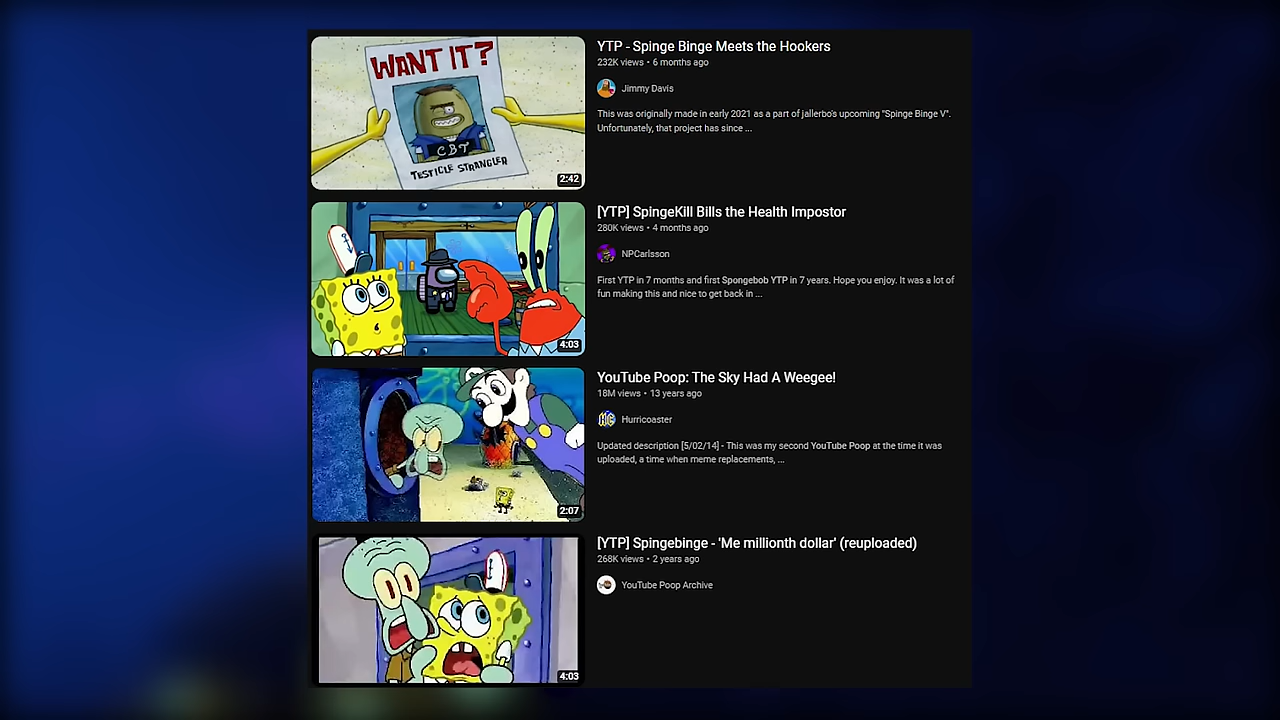 WANT IT?
CBT
TESTICLE STRANGLER
2:42
YTP - Spinge Binge Meets the Hookers
232K views • 6 months ago
Jimmy Davis
This was originally made in early 2021 as a part of jallerbo's upcoming "Spinge Binge V".
Unfortunately, that project has since ...
4:03
[YTP] SpingeKill Bills the Health Impostor
280K views • 4 months ago
NPCarlsson
First YTP in 7 months and first Spongebob YTP in 7 years. Hope you enjoy. It was a lot of
fun making this and nice to get back in ...
2:07
YouTube Poop: The Sky Had A Weegee!
18M views • 13 years ago
HC
Hurricoaster
Updated description [5/02/14] - This was my second YouTube Poop at the time it was
uploaded, a time when meme replacements, ...
4:03
[YTP] Spingebinge - 'Me millionth dollar' (reuploaded)
268K views • 2 years ago
YouTube Poop Archive